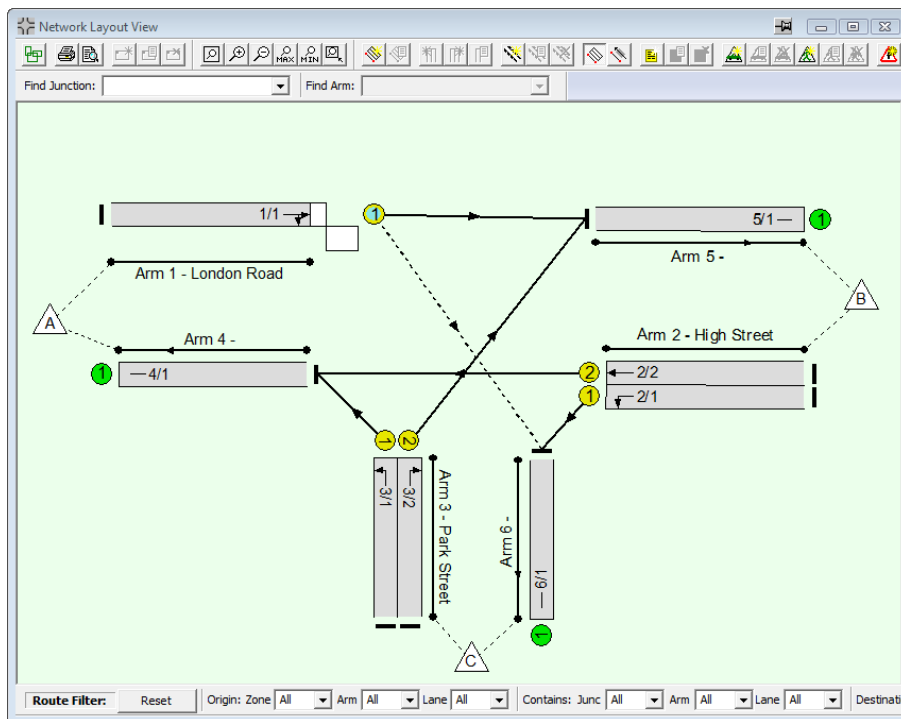 Network Layout View
MAX MIN
Find Junction: Find Arm:
1/1 1 5/1 1
Arm 1 - London Road
Arm 5 -
A
B
Arm 4 -
Arm 2 - High Street
1 4/1 2 2/2
1 2/1
1 2
3/1 3/2 Arm 3 - Park Street Arm 6 - 6/1
1
C
Route Filter: Reset Origin: Zone All Arm All Lane All Contains: Junc All Arm All Lane All Destinati